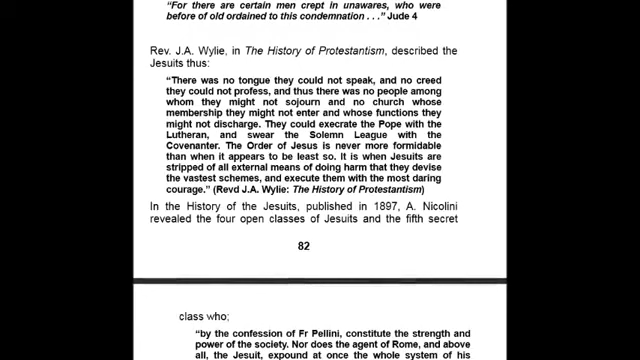 "For there are certain men crept in unawares, who were
before of old ordained to this condemnation . . ." Jude 4
Rev. J.A. Wylie, in The History of Protestantism, described the
Jesuits thus:
"There was no tongue they could not speak, and no creed
they could not profess, and thus there was no people among
whom they might not sojourn and no church whose
membership they might not enter and whose functions they
might not discharge. They could execrate the Pope with the
Lutheran, and swear the Solemn League with the
Covenanter. The Order of Jesus is never more formidable
than when it appears to be least so. It is when Jesuits are
stripped of all external means of doing harm that they devise
the vastest schemes, and execute them with the most daring
courage." (Revd J.A. Wylie: The History of Protestantism)
In the History of the Jesuits, published in 1897, A. Nicolini
revealed the four open classes of Jesuits and the fifth secret
82
class who;
"by the confession of Fr Pellini, constitute the strength and
power of the society. Nor does the agent of Rome, and above
all, the Jesuit, expound at once the whole system of his